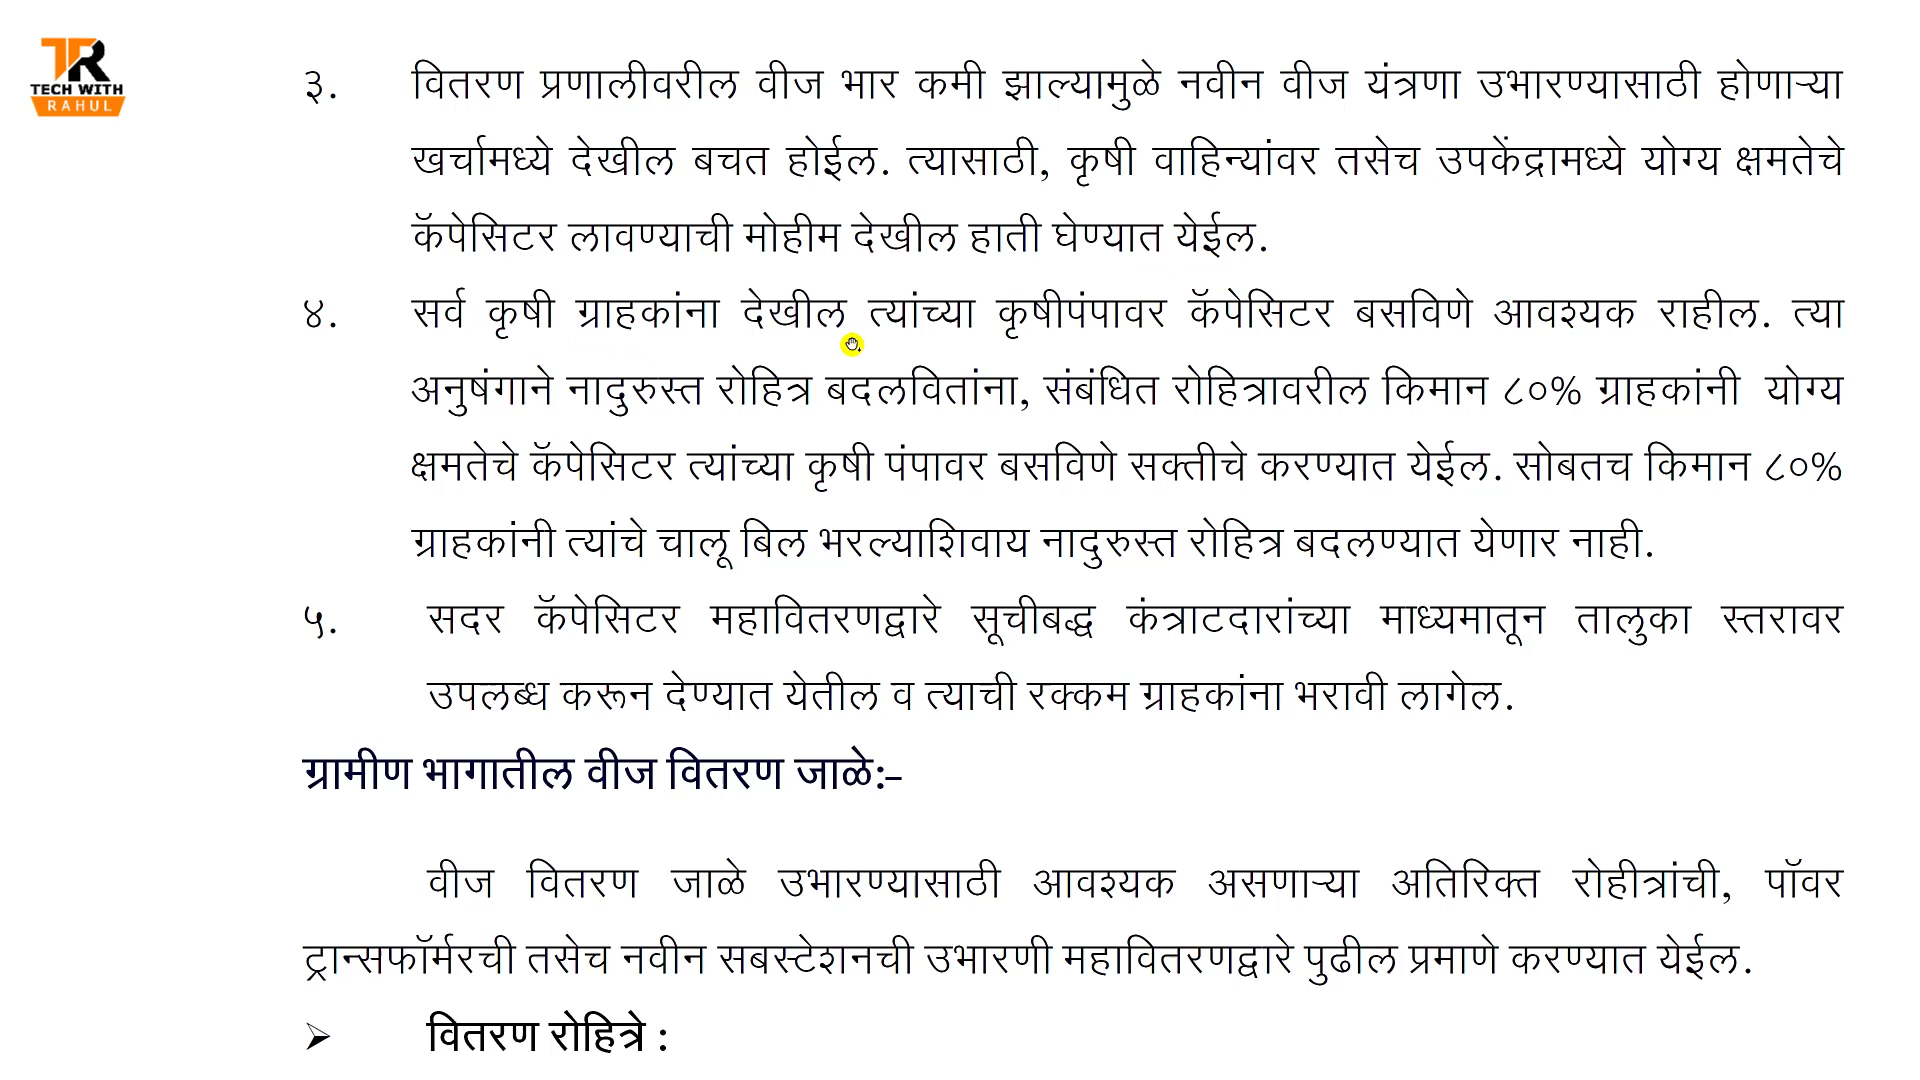 TR
TECH WITH
RAHUL
३. वितरण प्रणालीवरील वीज भार कमी झाल्यामुळे नवीन वीज यंत्रणा उभारण्यासाठी होणाऱ्या
खर्चामध्ये देखील बचत होईल. त्यासाठी, कृषी वाहिन्यांवर तसेच उपकेंद्रामध्ये योग्य क्षमतेचे
कॅपेसिटर लावण्याची मोहीम देखील हाती घेण्यात येईल.
४. सर्व कृषी ग्राहकांना देखील त्यांच्या कृषीपंपावर कॅपेसिटर बसविणे आवश्यक राहील. त्या
अनुषंगाने नादुरुस्त रोहित्र बदलवितांना, संबंधित रोहित्रावरील किमान ८०% ग्राहकांनी योग्य
क्षमतेचे कॅपेसिटर त्यांच्या कृषी पंपावर बसविणे सक्तीचे करण्यात येईल. सोबतच किमान ८०%
ग्राहकांनी त्यांचे चालू बिल भरल्याशिवाय नादुरुस्त रोहित्र बदलण्यात येणार नाही.
५. सदर कॅपेसिटर महावितरणद्वारे सूचीबद्ध कंत्राटदारांच्या माध्यमातून तालुका स्तरावर
उपलब्ध करून देण्यात येतील व त्याची रक्कम ग्राहकांना भरावी लागेल.
ग्रामीण भागातील वीज वितरण जाळे:-
वीज वितरण जाळे उभारण्यासाठी आवश्यक असणाऱ्या अतिरिक्त रोहीत्रांची, पॉवर
ट्रान्सफॉर्मरची तसेच नवीन सबस्टेशनची उभारणी महावितरणद्वारे पुढील प्रमाणे करण्यात येईल.
➢ वितरण रोहित्रे :